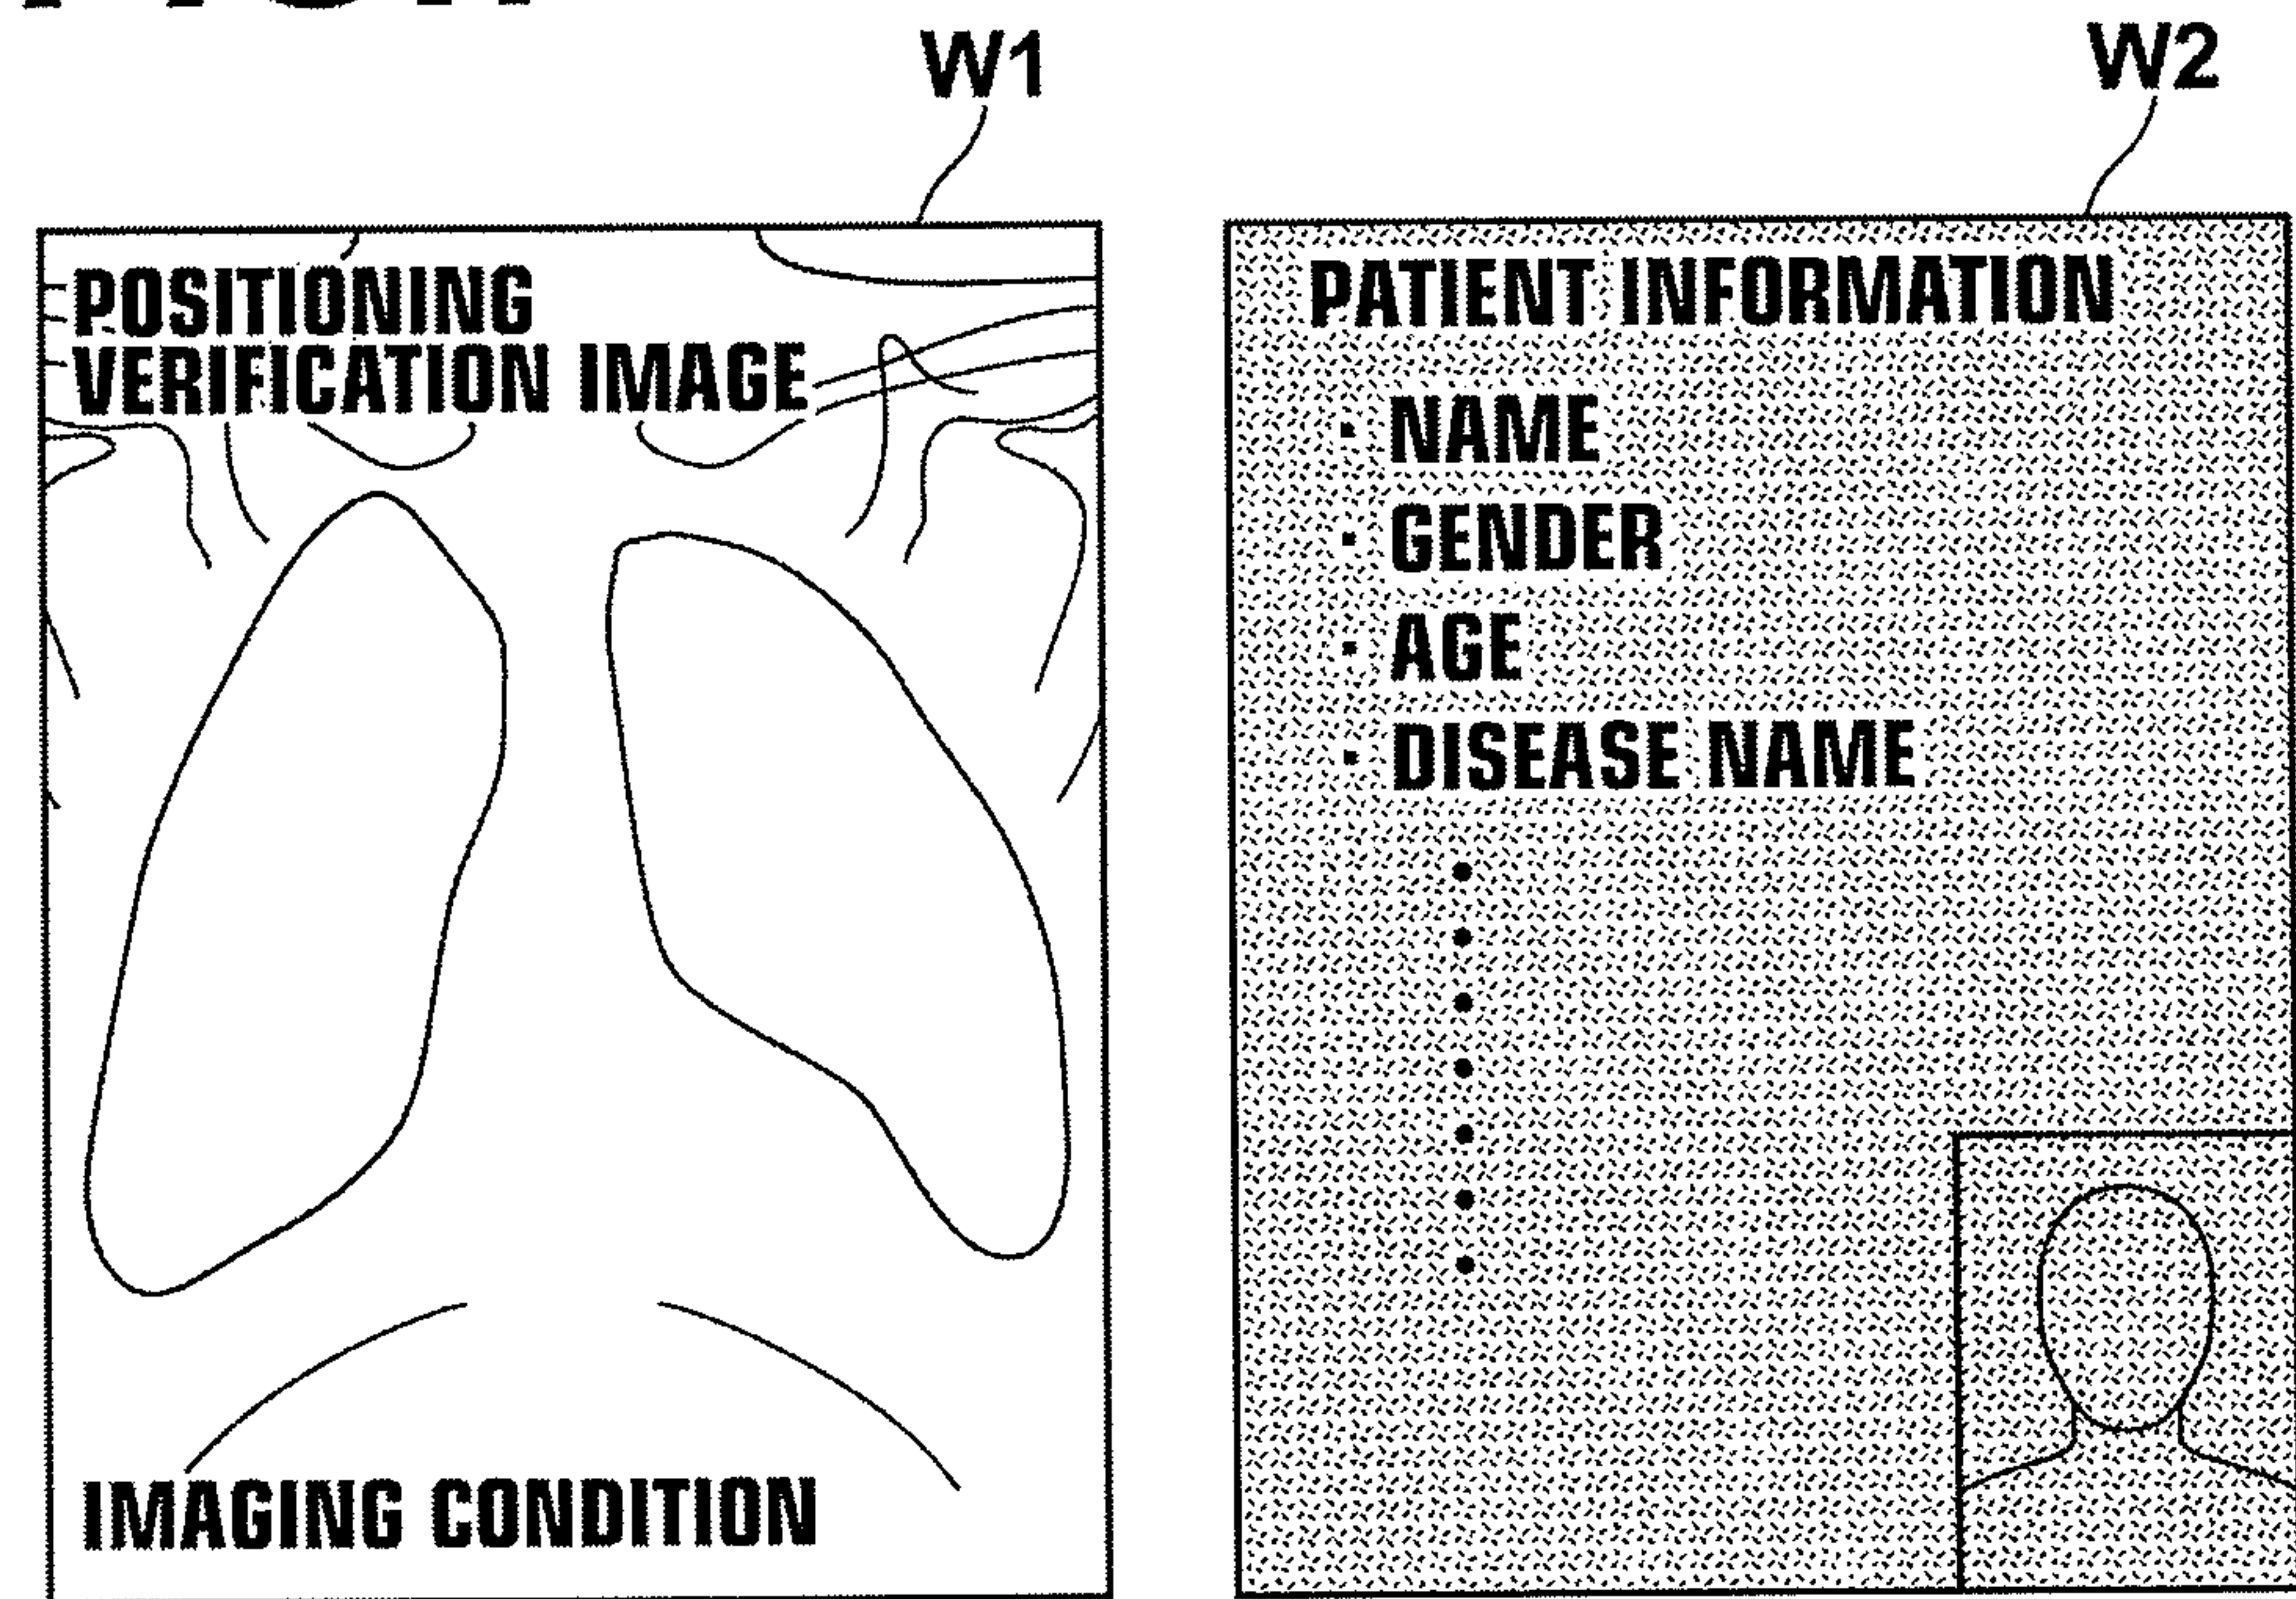 W1
W2
POSITIONING
VERIFICATION IMAGE
IMAGING CONDITION
PATIENT INFORMATION
· NAME
· GENDER
· AGE
· DISEASE NAME